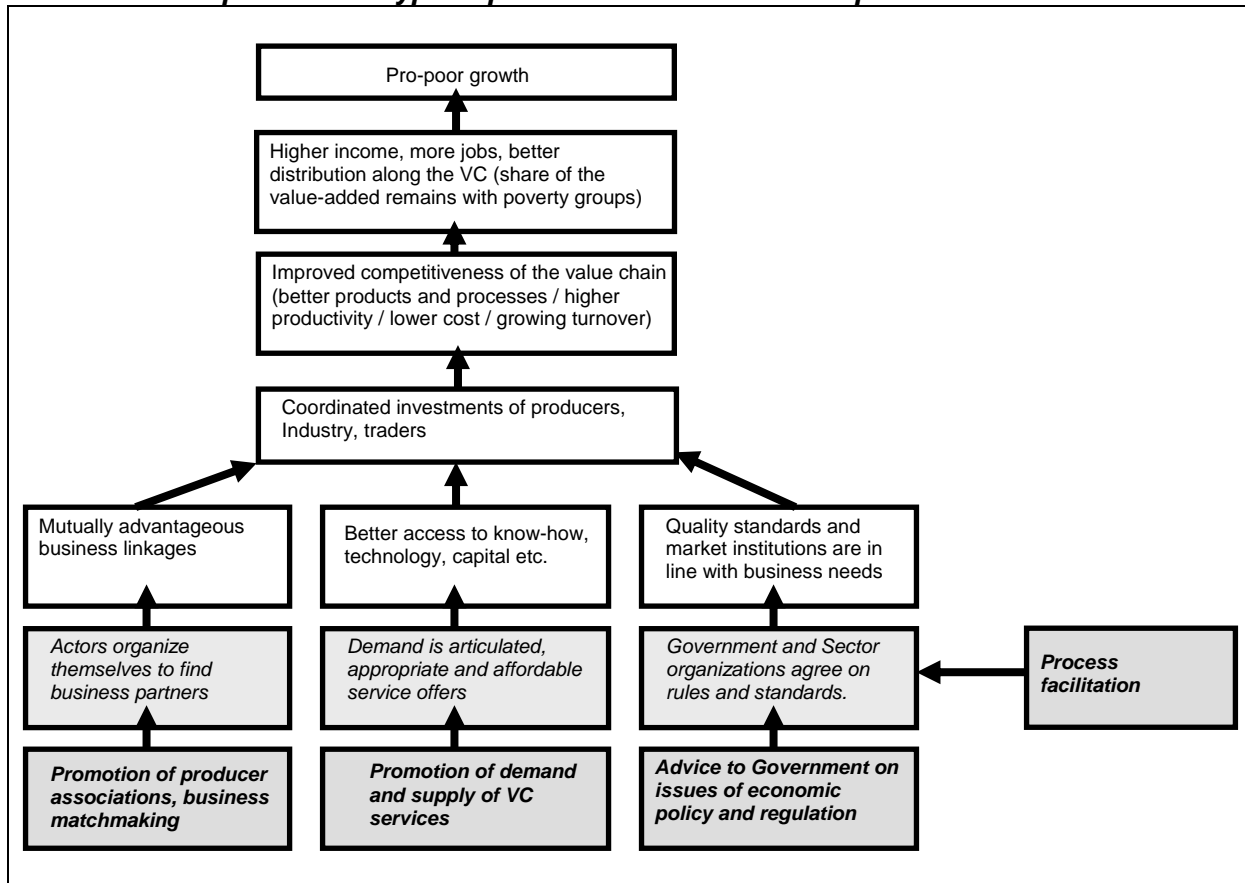 Pro-poor growth
Higher income, more jobs, better
distribution along the VC (share of the
value-added remains with poverty groups)
Improved competitiveness of the value chain
(better products and processes / higher
productivity / lower cost / growing turnover)
Coordinated investments of producers,
Industry, traders
Mutually advantageous
business linkages
Better access to know-how,
technology, capital etc.
Quality standards and
market institutions are in
line with business needs
Actors organize
themselves to find
business partners
Demand is articulated,
appropriate and affordable
service offers
Government and Sector
organizations agree on
rules and standards.
Process
facilitation
Promotion of producer
associations, business
matchmaking
Promotion of demand
and supply of VC
services
Advice to Government on
issues of economic
policy and regulation